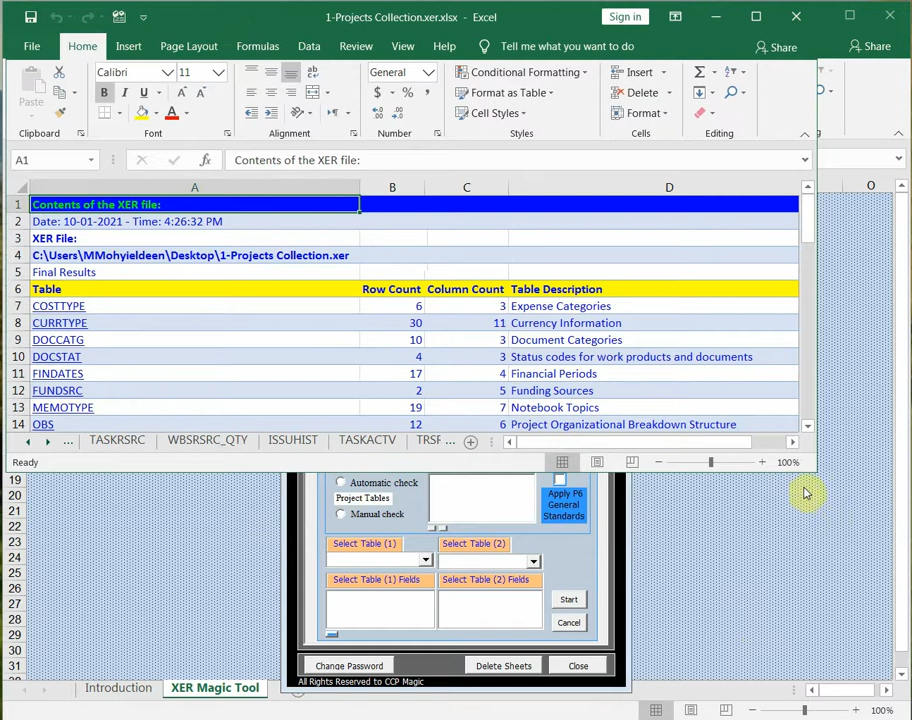 1-Projects Collection.xer.xlsx - Excel
Sign in
File Home Insert Page Layout Formulas Data Review View Help Tell me what you want to do Share Share
Calibri 11 General Conditional Formatting Insert
Paste B I U Format as Table Delete
Cell Styles Format
Clipboard Font Alignment Number Styles Cells Editing
A1 fx Contents of the XER file:
A B C D O
1 Contents of the XER file:
2 Date: 10-01-2021 - Time: 4:26:32 PM
3 XER File:
4 C:\Users\MMohyieldeen\Desktop\1-Projects Collection.xer
5 Final Results
6 Table Row Count Column Count Table Description
7 COSTTYPE 6 3 Expense Categories
8 CURRTYPE 30 11 Currency Information
9 DOCCATG 10 3 Document Categories
10 DOCSTAT 4 3 Status codes for work products and documents
11 FINDATES 17 4 Financial Periods
12 FUNDSRC 2 5 Funding Sources
13 MEMOTYPE 19 7 Notebook Topics
14 OBS 12 6 Project Organizational Breakdown Structure
... TASKRSRC WBSRSRC_QTY ISSUHIST TASKACTV TRSF ...
Ready 100%
19
20
21
22
23
24
25
26
27
28
29
30
31
Automatic check
Project Tables
Manual check
Apply P6
General
Standards
Select Table (1) Select Table (2)
Select Table (1) Fields Select Table (2) Fields
Start
Cancel
Change Password Delete Sheets Close
All Rights Reserved to CCP Magic
Introduction XER Magic Tool
100%